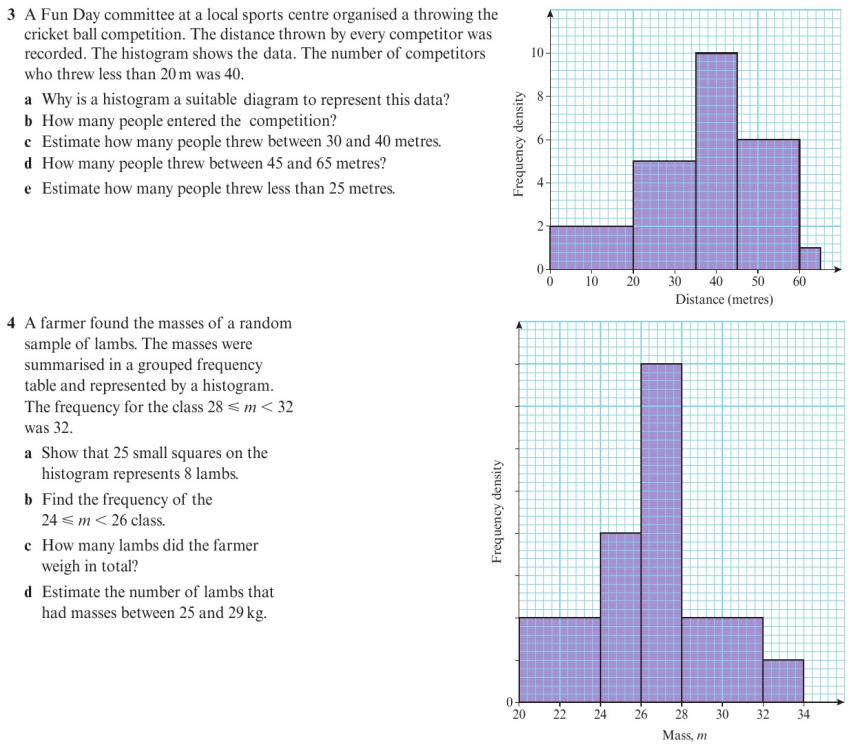 3 A Fun Day committee at a local sports centre organised a throwing the
cricket ball competition. The distance thrown by every competitor was
recorded. The histogram shows the data. The number of competitors
who threw less than 20 m was 40.
a Why is a histogram a suitable diagram to represent this data?
b How many people entered the competition?
c Estimate how many people threw between 30 and 40 metres.
d How many people threw between 45 and 65 metres?
e Estimate how many people threw less than 25 metres.
Frequency density
10
8
6
4
2
0
0 10 20 30 40 50 60
Distance (metres)
4 A farmer found the masses of a random
sample of lambs. The masses were
summarised in a grouped frequency
table and represented by a histogram.
The frequency for the class 28 ⩽ m < 32
was 32.
a Show that 25 small squares on the
histogram represents 8 lambs.
b Find the frequency of the
24 ⩽ m < 26 class.
c How many lambs did the farmer
weigh in total?
d Estimate the number of lambs that
had masses between 25 and 29 kg.
Frequency density
0
20 22 24 26 28 30 32 34
Mass, m